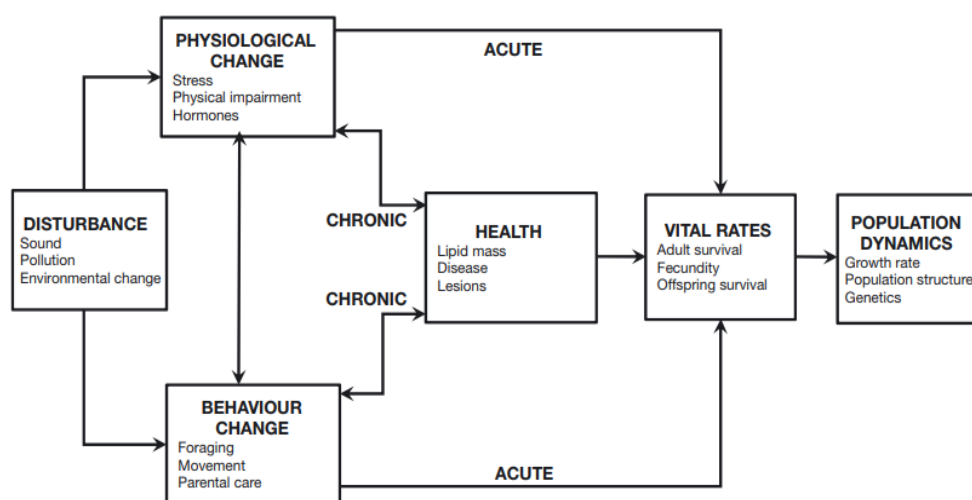 PHYSIOLOGICAL
CHANGE
Stress
Physical impairment
Hormones
ACUTE
DISTURBANCE
Sound
Pollution
Environmental change
CHRONIC
HEALTH
Lipid mass
Disease
Lesions
CHRONIC
VITAL RATES
Adult survival
Fecundity
Offspring survival
POPULATION
DYNAMICS
Growth rate
Population structure
Genetics
BEHAVIOUR
CHANGE
Foraging
Movement
Parental care
ACUTE